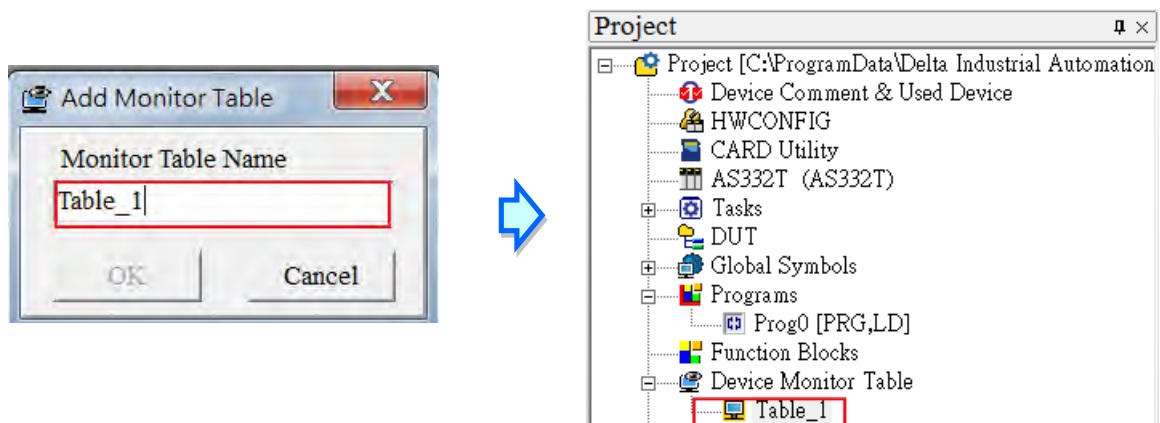 Add Monitor Table
Monitor Table Name
Table_1
OK
Cancel
Project
Project [C:\ProgramData\Delta Industrial Automation
Device Comment & Used Device
HWCONFIG
CARD Utility
AS332T (AS332T)
Tasks
DUT
Global Symbols
Programs
Prog0 [PRG,LD]
Function Blocks
Device Monitor Table
Table_1